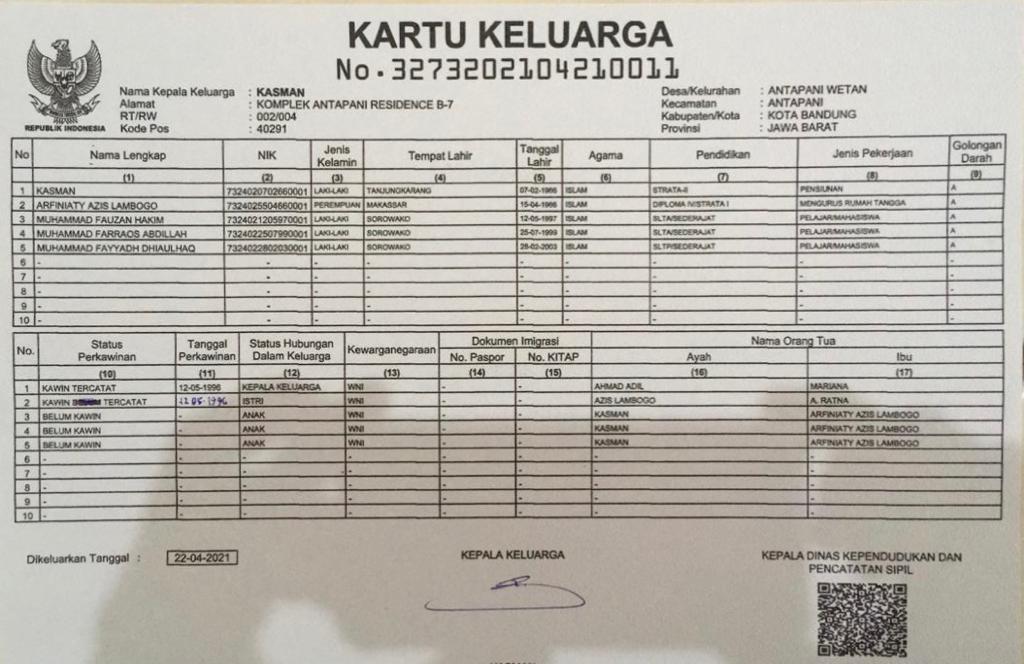 KARTU KELUARGA
No.3273202104210011
REPUBLIK INDONESIA
Nama Kepala Keluarga : KASMAN
Alamat : KOMPLEK ANTAPANI RESIDENCE B-7
RT/RW : 002/004
Kode Pos : 40291
Desa/Kelurahan : ANTAPANI WETAN
Kecamatan : ANTAPANI
Kabupaten/Kota : KOTA BANDUNG
Provinsi : JAWA BARAT
No Nama Lengkap NIK Jenis Kelamin Tempat Lahir Tanggal Lahir Agama Pendidikan Jenis Pekerjaan Golongan Darah
(1) (2) (3) (4) (5) (6) (7) (8) (9)
1 KASMAN 7324020702660001 LAKI-LAKI TANJUNGKARANG 07-02-1966 ISLAM STRATA-II PENSIUNAN A
2 ARFINIATY AZIS LAMBOGO 7324025504660001 PEREMPUAN MAKASSAR 15-04-1966 ISLAM DIPLOMA IV/STRATA I MENGURUS RUMAH TANGGA A
3 MUHAMMAD FAUZAN HAKIM 7324021205970001 LAKI-LAKI SOROWAKO 12-05-1997 ISLAM SLTA/SEDERAJAT PELAJAR/MAHASISWA A
4 MUHAMMAD FARRAOS ABDILLAH 7324022507990001 LAKI-LAKI SOROWAKO 25-07-1999 ISLAM SLTA/SEDERAJAT PELAJAR/MAHASISWA A
5 MUHAMMAD FAYYADH DHIAULHAQ 7324022802030001 LAKI-LAKI SOROWAKO 28-02-2003 ISLAM SLTP/SEDERAJAT PELAJAR/MAHASISWA A
6 - - - - - - - - -
7 - - - - - - - - -
8 - - - - - - - - -
9 - - - - - - - - -
10 - - - - - - - - -
No. Status Perkawinan Tanggal Perkawinan Status Hubungan Dalam Keluarga Kewarganegaraan Dokumen Imigrasi Nama Orang Tua
No. Paspor No. KITAP Ayah Ibu
(10) (11) (12) (13) (14) (15) (16) (17)
1 KAWIN TERCATAT 12-05-1996 KEPALA KELUARGA WNI - - AHMAD ADIL MARIANA
2 KAWIN TERCATAT 12 05-1996 ISTRI WNI - - AZIS LAMBOGO A. RATNA
3 BELUM KAWIN - ANAK WNI - - KASMAN ARFINIATY AZIS LAMBOGO
4 BELUM KAWIN - ANAK WNI - - KASMAN ARFINIATY AZIS LAMBOGO
5 BELUM KAWIN - ANAK WNI - - KASMAN ARFINIATY AZIS LAMBOGO
6 - - - - - - - -
7 - - - - - - - -
8 - - - - - - - -
9 - - - - - - - -
10 - - - - - - - -
Dikeluarkan Tanggal : 22-04-2021
KEPALA KELUARGA
KEPALA DINAS KEPENDUDUKAN DAN
PENCATATAN SIPIL